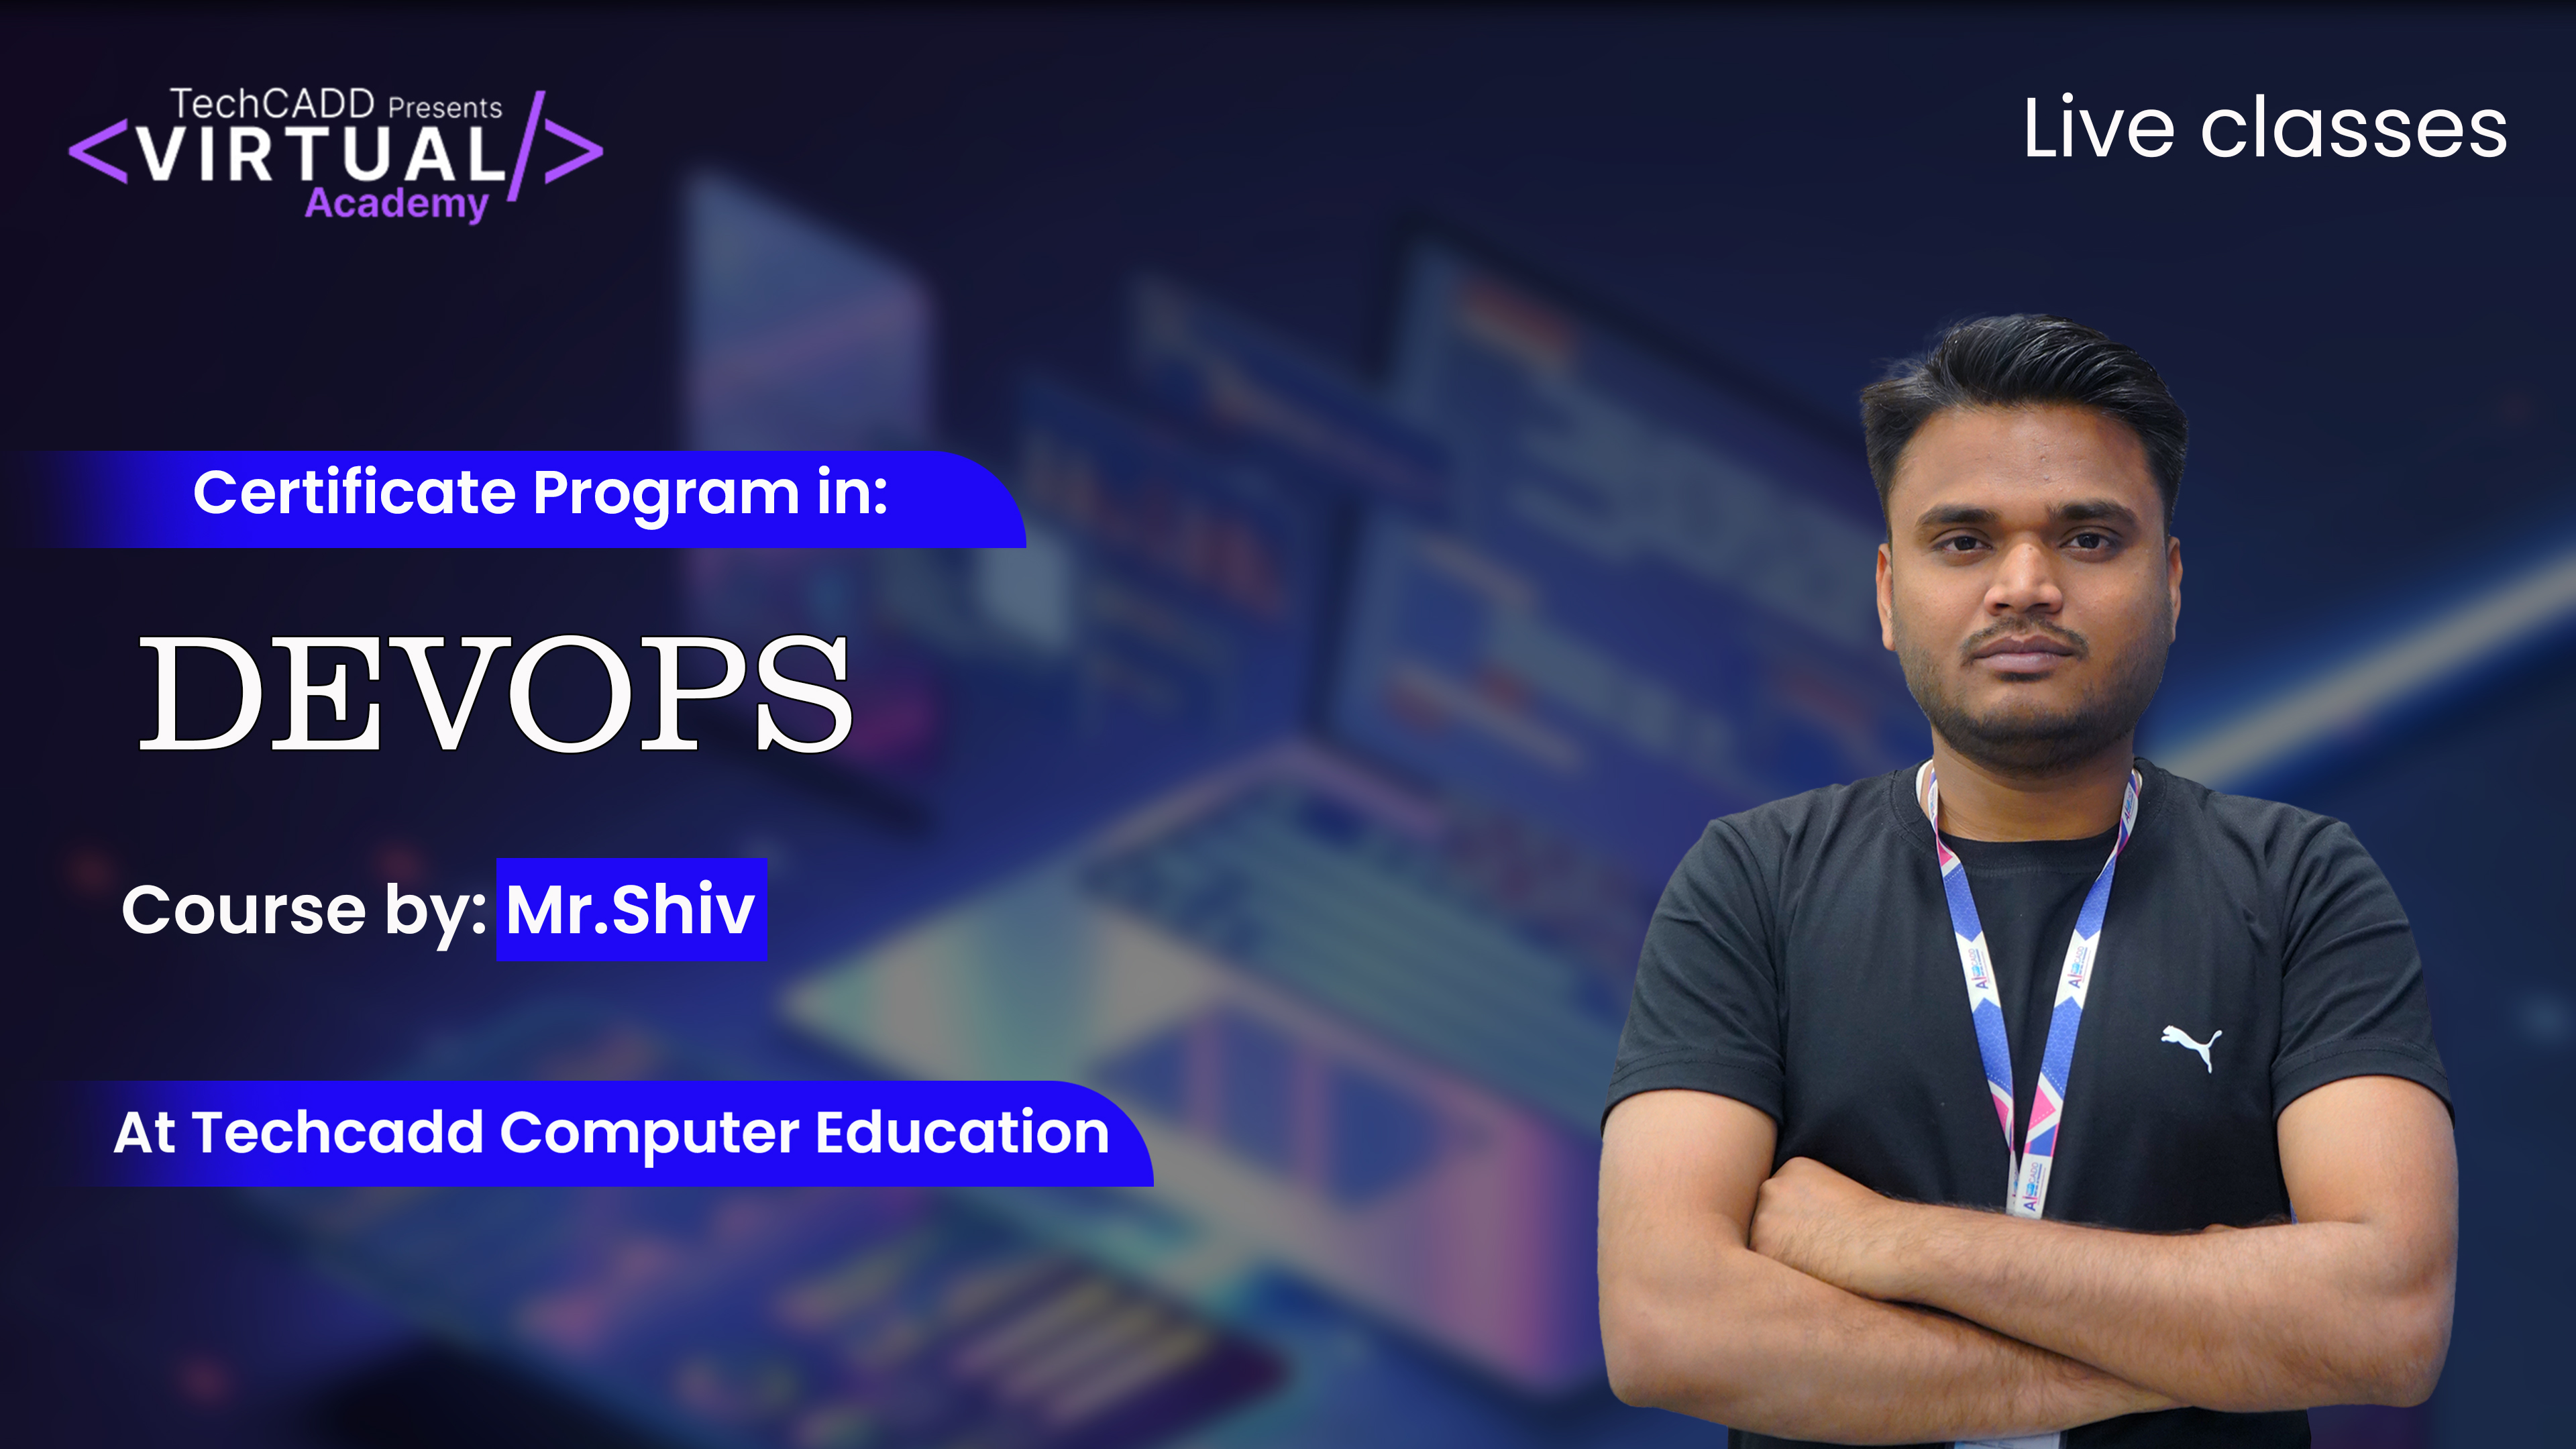 TechCADD Presents
<VIRTUAL/>
Academy
Live classes
Certificate Program in:
DEVOPS
Course by: Mr.Shiv
At Techcadd Computer Education